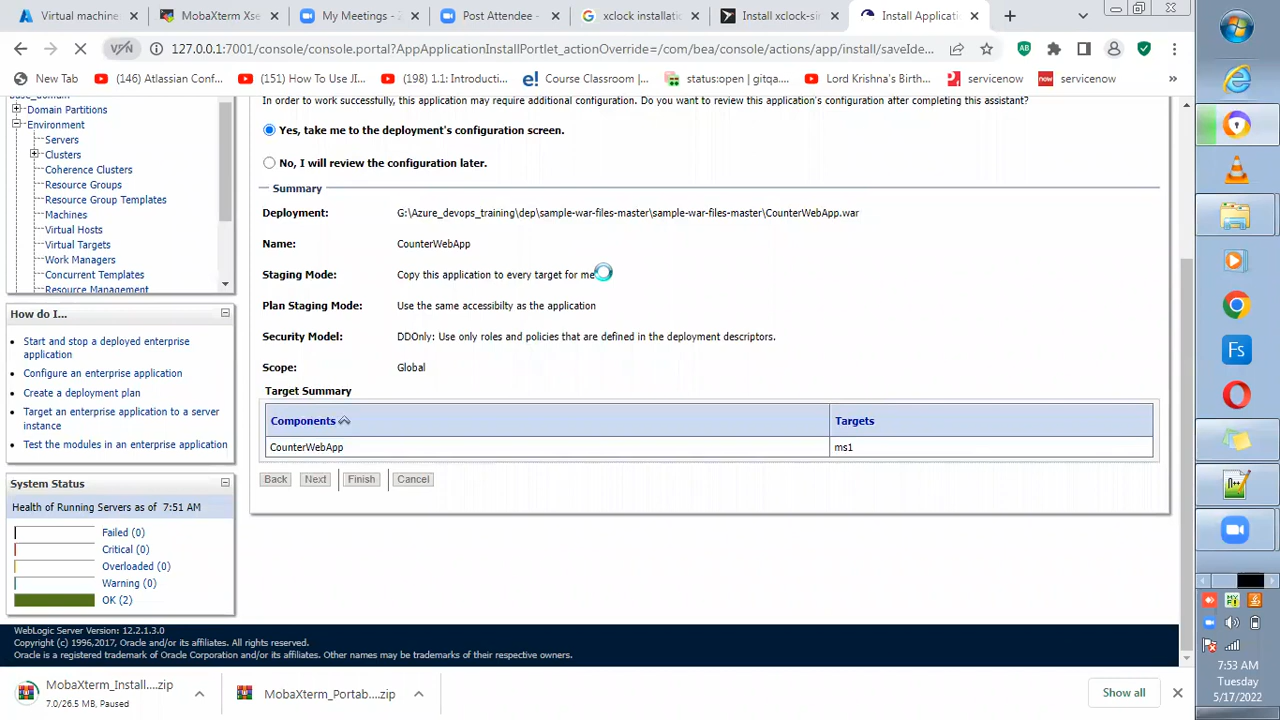 Virtual machine
MobaXterm Xse
My Meetings - Z
Post Attendee -
xclock installatio
Install xclock-sim
Install Applicati
VPN
127.0.0.1:7001/console/console.portal?AppApplicationInstallPortlet_actionOverride=/com/bea/console/actions/app/install/saveIde...
New Tab
(146) Atlassian Conf...
(151) How To Use JI...
(198) 1.1: Introducti...
Course Classroom |...
status:open | gitqa....
Lord Krishna's Birth...
servicenow
servicenow
»
Domain Partitions
Environment
Servers
Clusters
Coherence Clusters
Resource Groups
Resource Group Templates
Machines
Virtual Hosts
Virtual Targets
Work Managers
Concurrent Templates
Resource Management
How do I...
Start and stop a deployed enterprise
application
Configure an enterprise application
Create a deployment plan
Target an enterprise application to a server
instance
Test the modules in an enterprise application
System Status
Health of Running Servers as of 7:51 AM
Failed (0)
Critical (0)
Overloaded (0)
Warning (0)
OK (2)
In order to work successfully, this application may require additional configuration. Do you want to review this application's configuration after completing this assistant?
Yes, take me to the deployment's configuration screen.
No, I will review the configuration later.
Summary
Deployment: G:\Azure_devops_training\dep\sample-war-files-master\sample-war-files-master\CounterWebApp.war
Name: CounterWebApp
Staging Mode: Copy this application to every target for me
Plan Staging Mode: Use the same accessibilty as the application
Security Model: DDOnly: Use only roles and policies that are defined in the deployment descriptors.
Scope: Global
Target Summary
Components Targets
CounterWebApp ms1
Back Next Finish Cancel
WebLogic Server Version: 12.2.1.3.0
Copyright (c) 1996,2017, Oracle and/or its affiliates. All rights reserved.
Oracle is a registered trademark of Oracle Corporation and/or its affiliates. Other names may be trademarks of their respective owners.
MobaXterm_Install....zip
7.0/26.5 MB, Paused
MobaXterm_Portab....zip
Show all
Fs
7:53 AM
Tuesday
5/17/2022